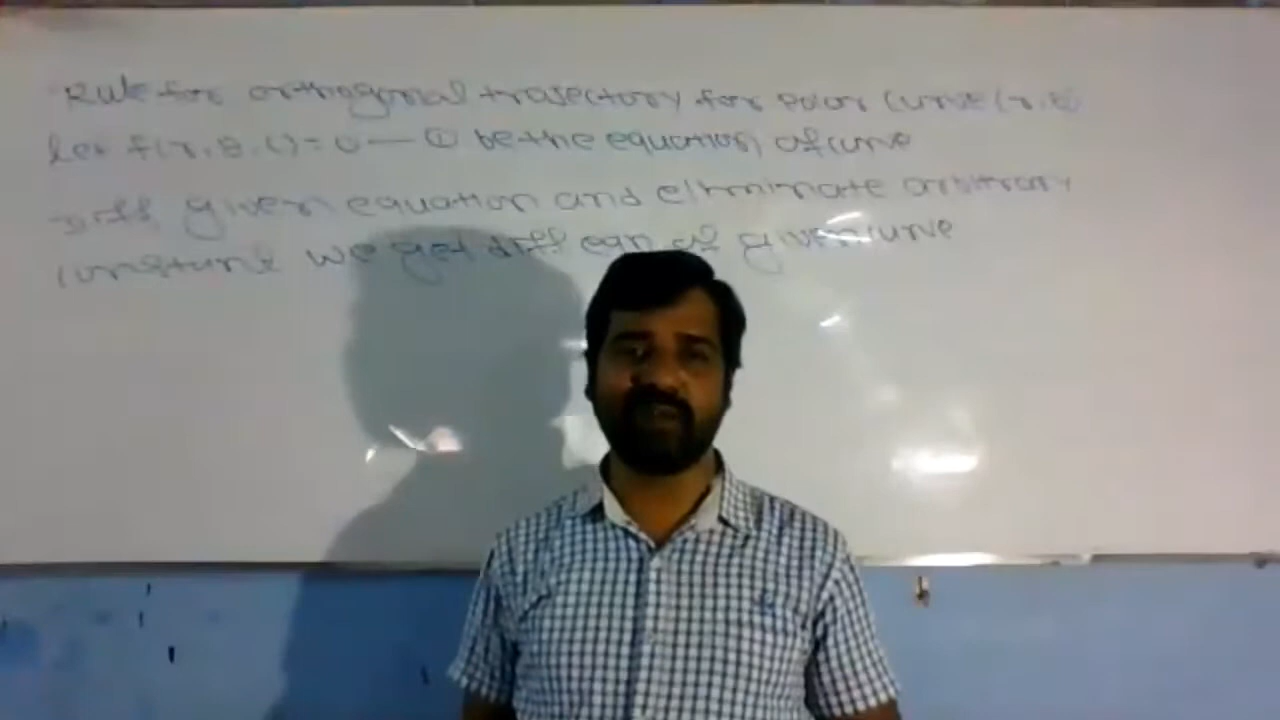 Rule for orthogonal trajectory for polar curve (r, θ)
Let f(r, θ, c) = 0 — ① be the equation of curve
Diff given equation and eliminate arbitrary
constant we get diff eqn of given curve